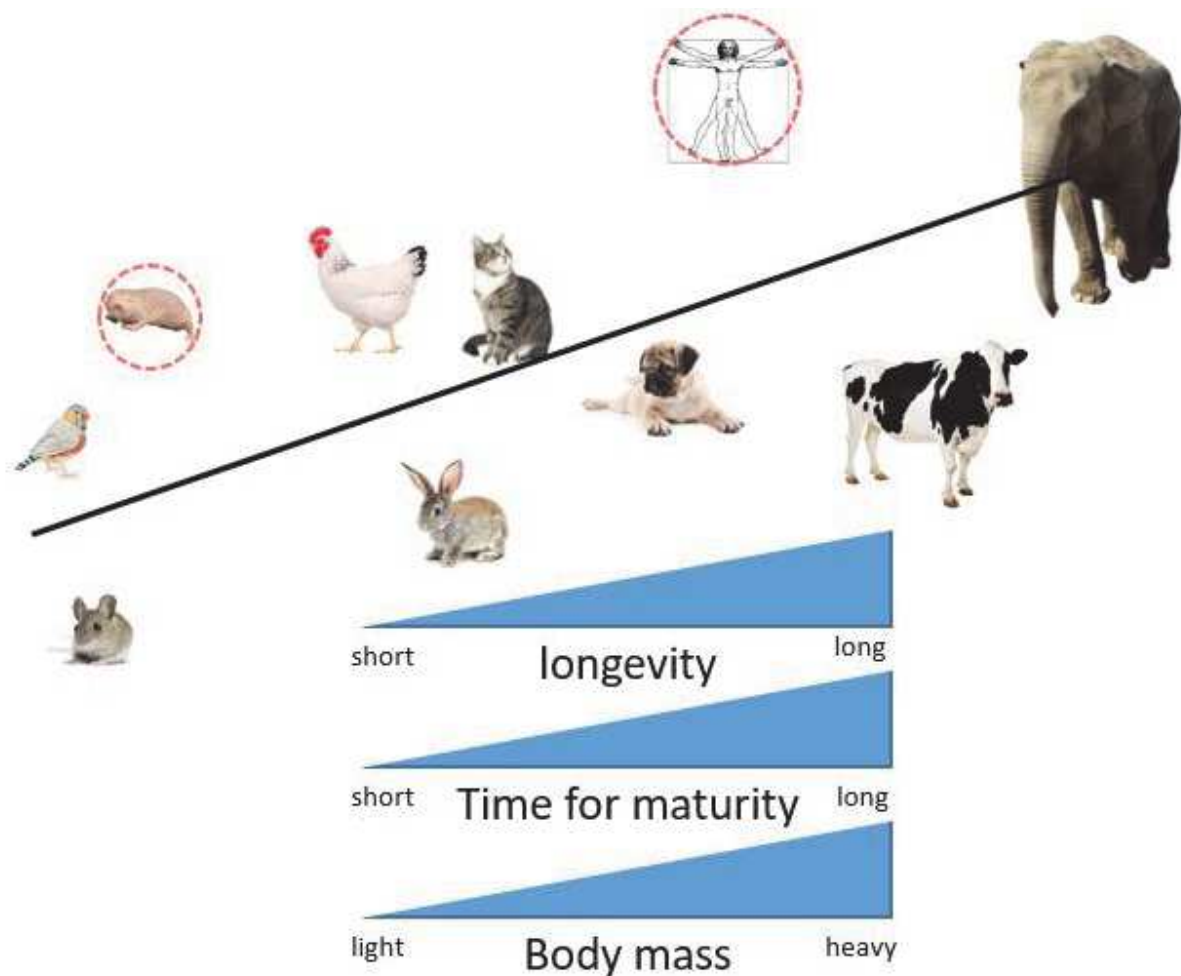 short long
longevity
short long
Time for maturity
light heavy
Body mass